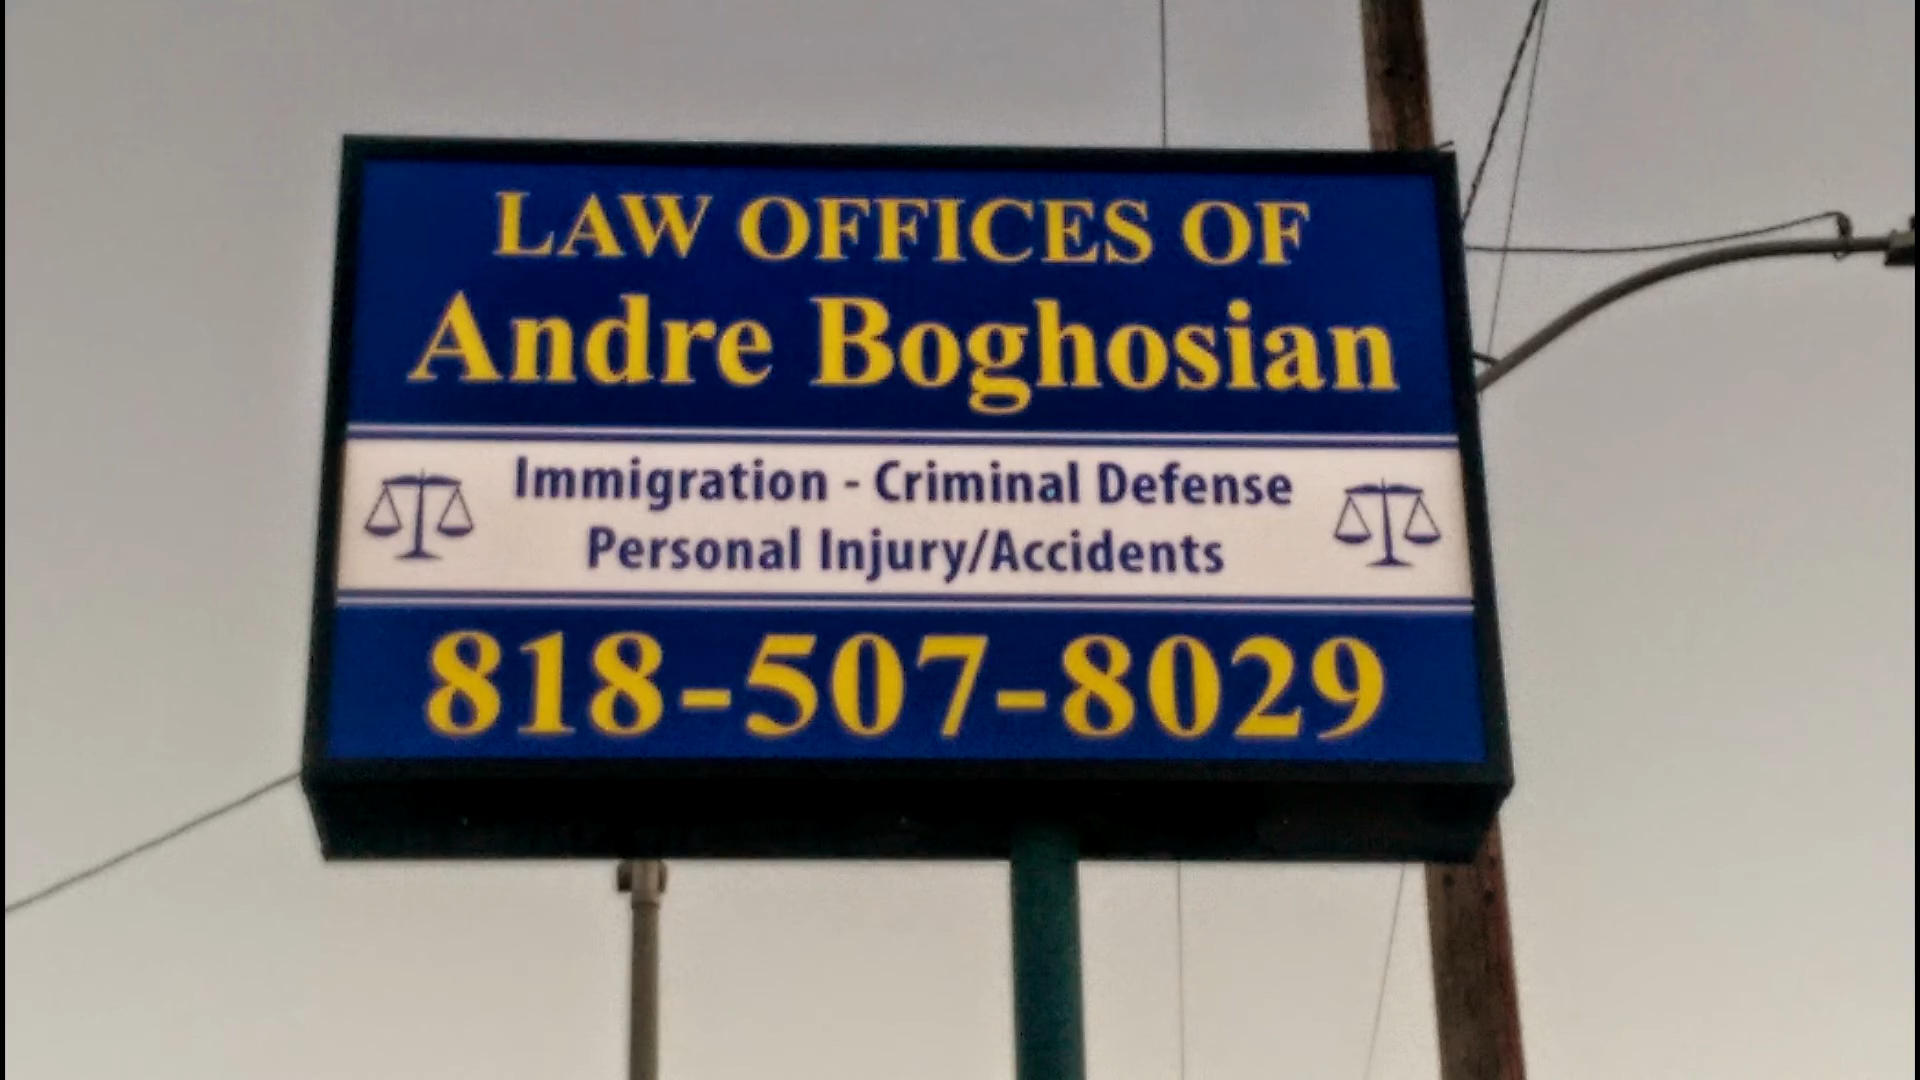 LAW OFFICES OF
Andre Boghosian
Immigration - Criminal Defense
Personal Injury/Accidents
818-507-8029